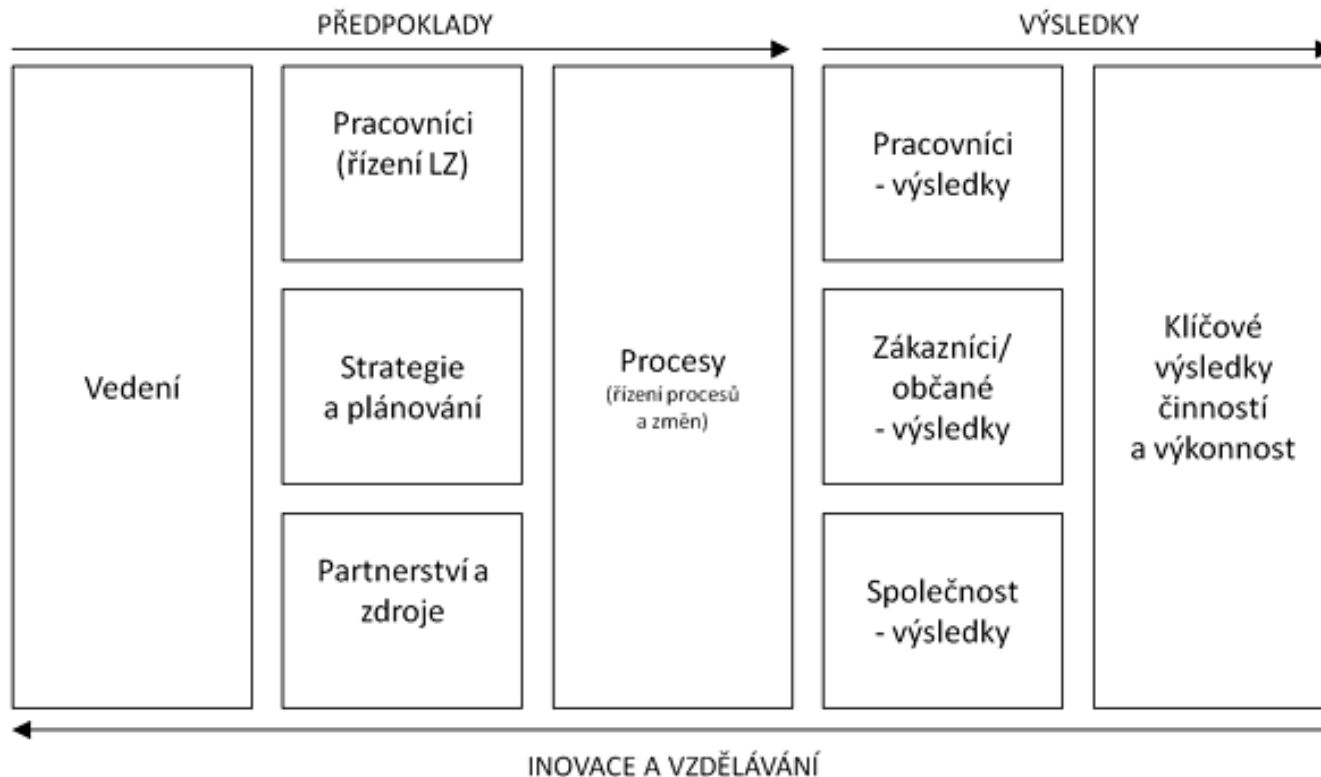 PŘEDPOKLADY
VÝSLEDKY
Vedení
Pracovníci
(řízení LZ)
Strategie
a plánování
Partnerství a
zdroje
Procesy
(řízení procesů
a změn)
Pracovníci
- výsledky
Zákazníci/
občané
- výsledky
Společnost
- výsledky
Klíčové
výsledky
činností
a výkonnost
INOVACE A VZDĚLÁVÁNÍ